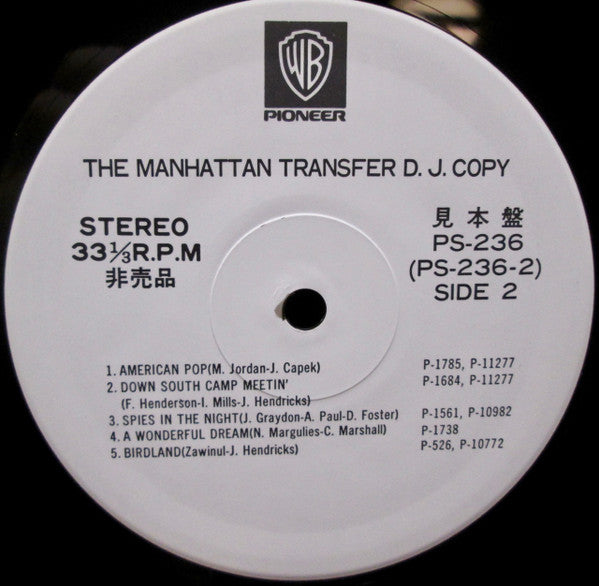 WB
PIONEER
THE MANHATTAN TRANSFER D. J. COPY
STEREO
33⅓R.P.M
非売品
見本盤
PS-236
(PS-236-2)
SIDE 2
1. AMERICAN POP(M. Jordan-J. Capek) P-1785, P-11277
2. DOWN SOUTH CAMP MEETIN' P-1684, P-11277
(F. Henderson-I. Mills-J. Hendricks)
3. SPIES IN THE NIGHT(J. Graydon-A. Paul-D. Foster) P-1561, P-10982
4. A WONDERFUL DREAM(N. Margulies-C. Marshall) P-1738
5. BIRDLAND(Zawinul-J. Hendricks) P-526, P-10772